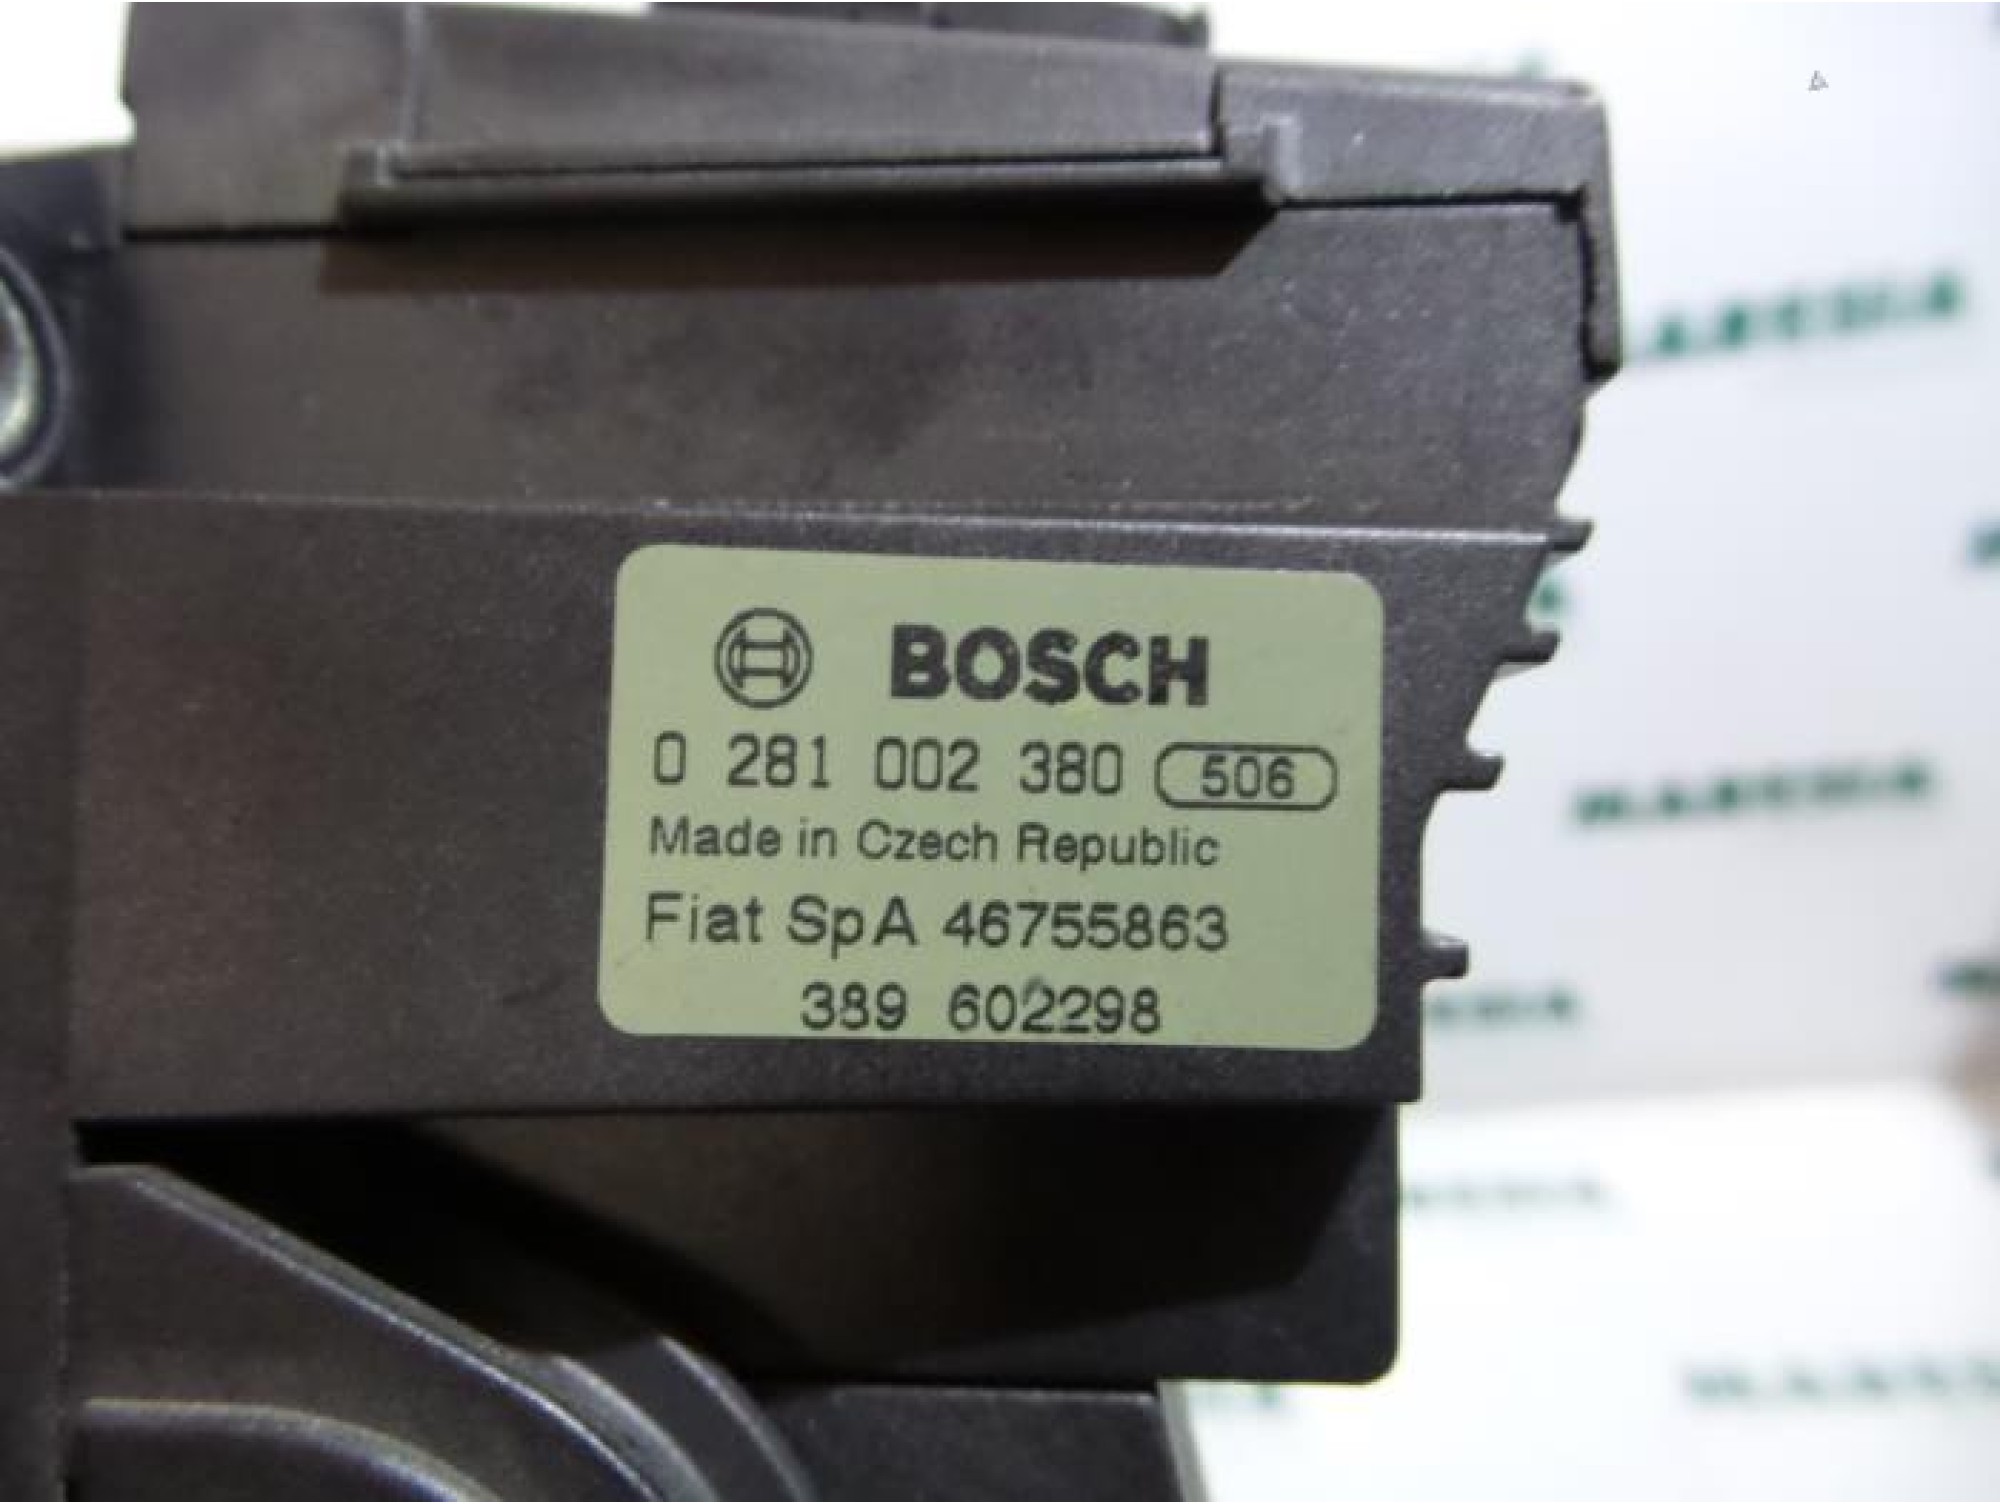 BOSCH
0 281 002 380 506
Made in Czech Republic
Fiat SpA 46755863
389 602298